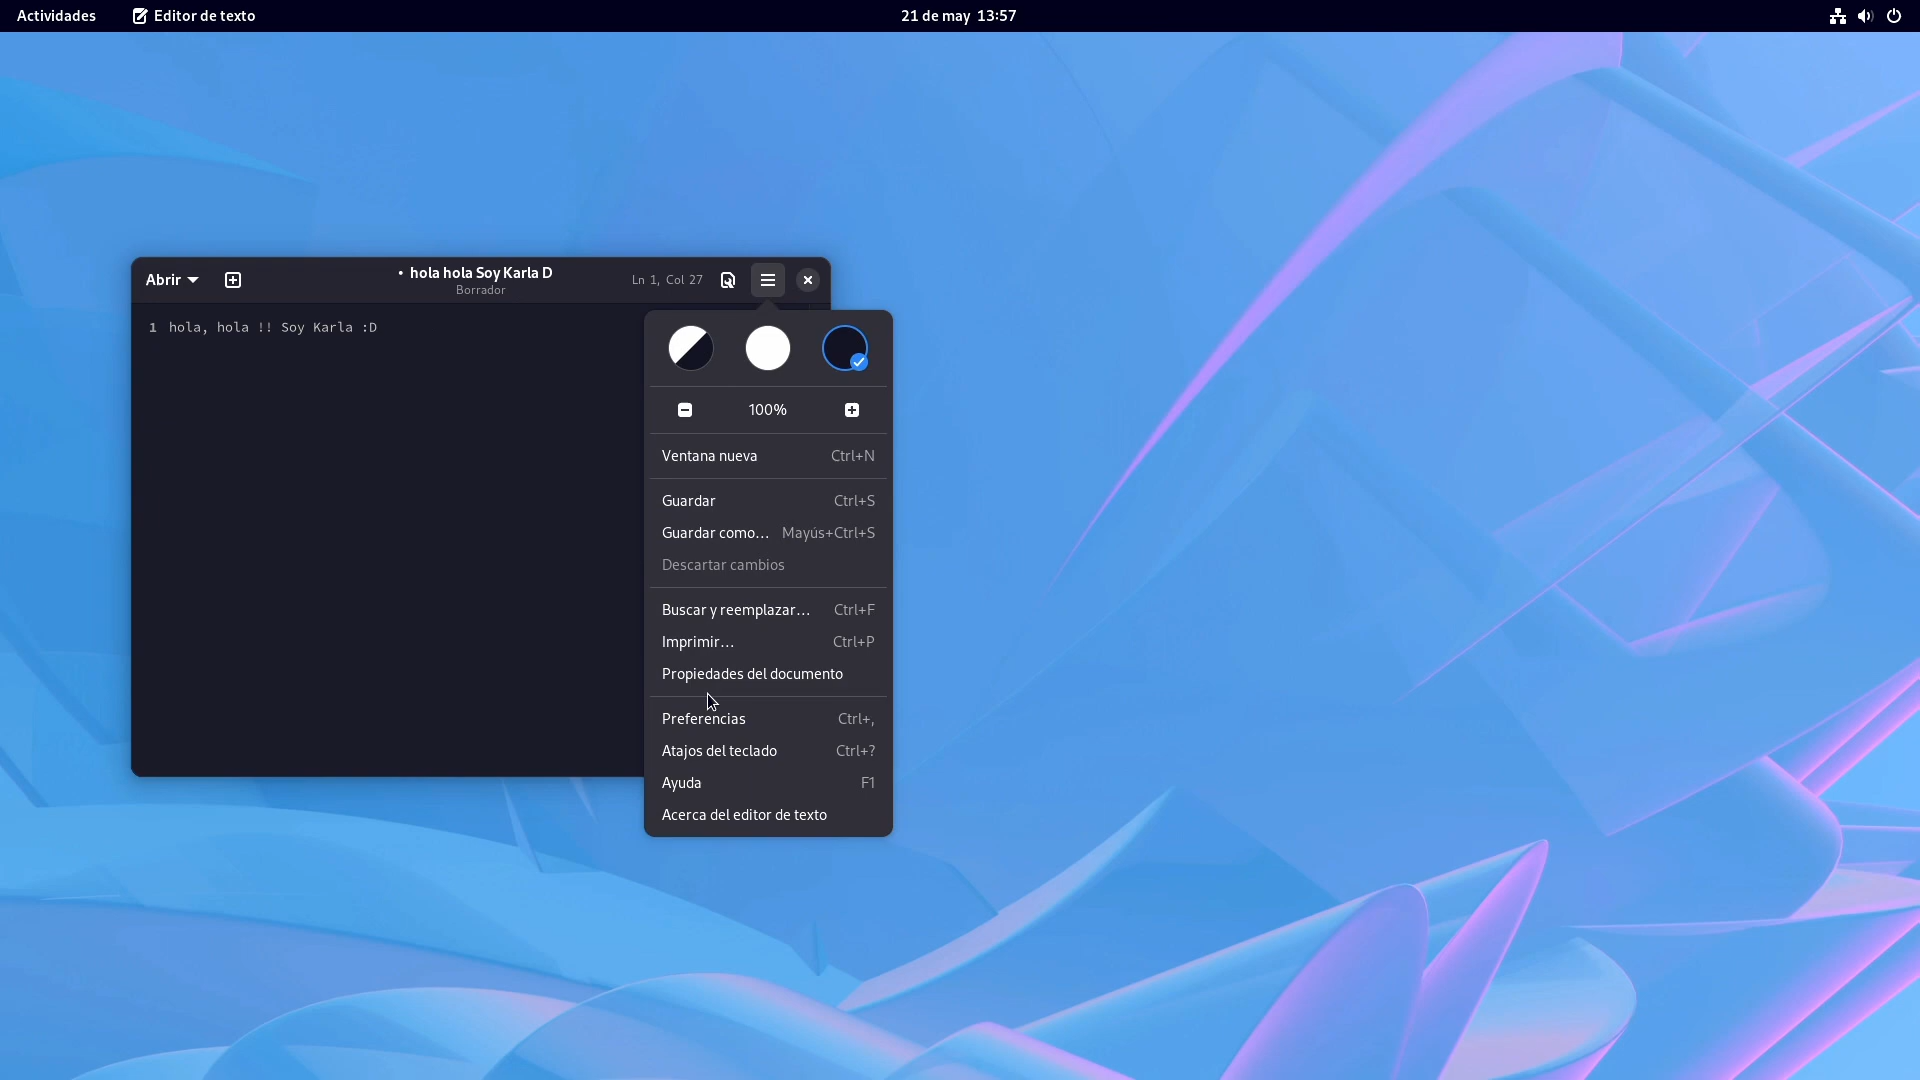 Actividades Editor de texto 21 de may 13:57
Abrir • hola hola Soy Karla D Ln 1, Col 27
Borrador
1 hola, hola !! Soy Karla :D
100%
Ventana nueva Ctrl+N
Guardar Ctrl+S
Guardar como... Mayús+Ctrl+S
Descartar cambios
Buscar y reemplazar... Ctrl+F
Imprimir... Ctrl+P
Propiedades del documento
Preferencias Ctrl+,
Atajos del teclado Ctrl+?
Ayuda F1
Acerca del editor de texto